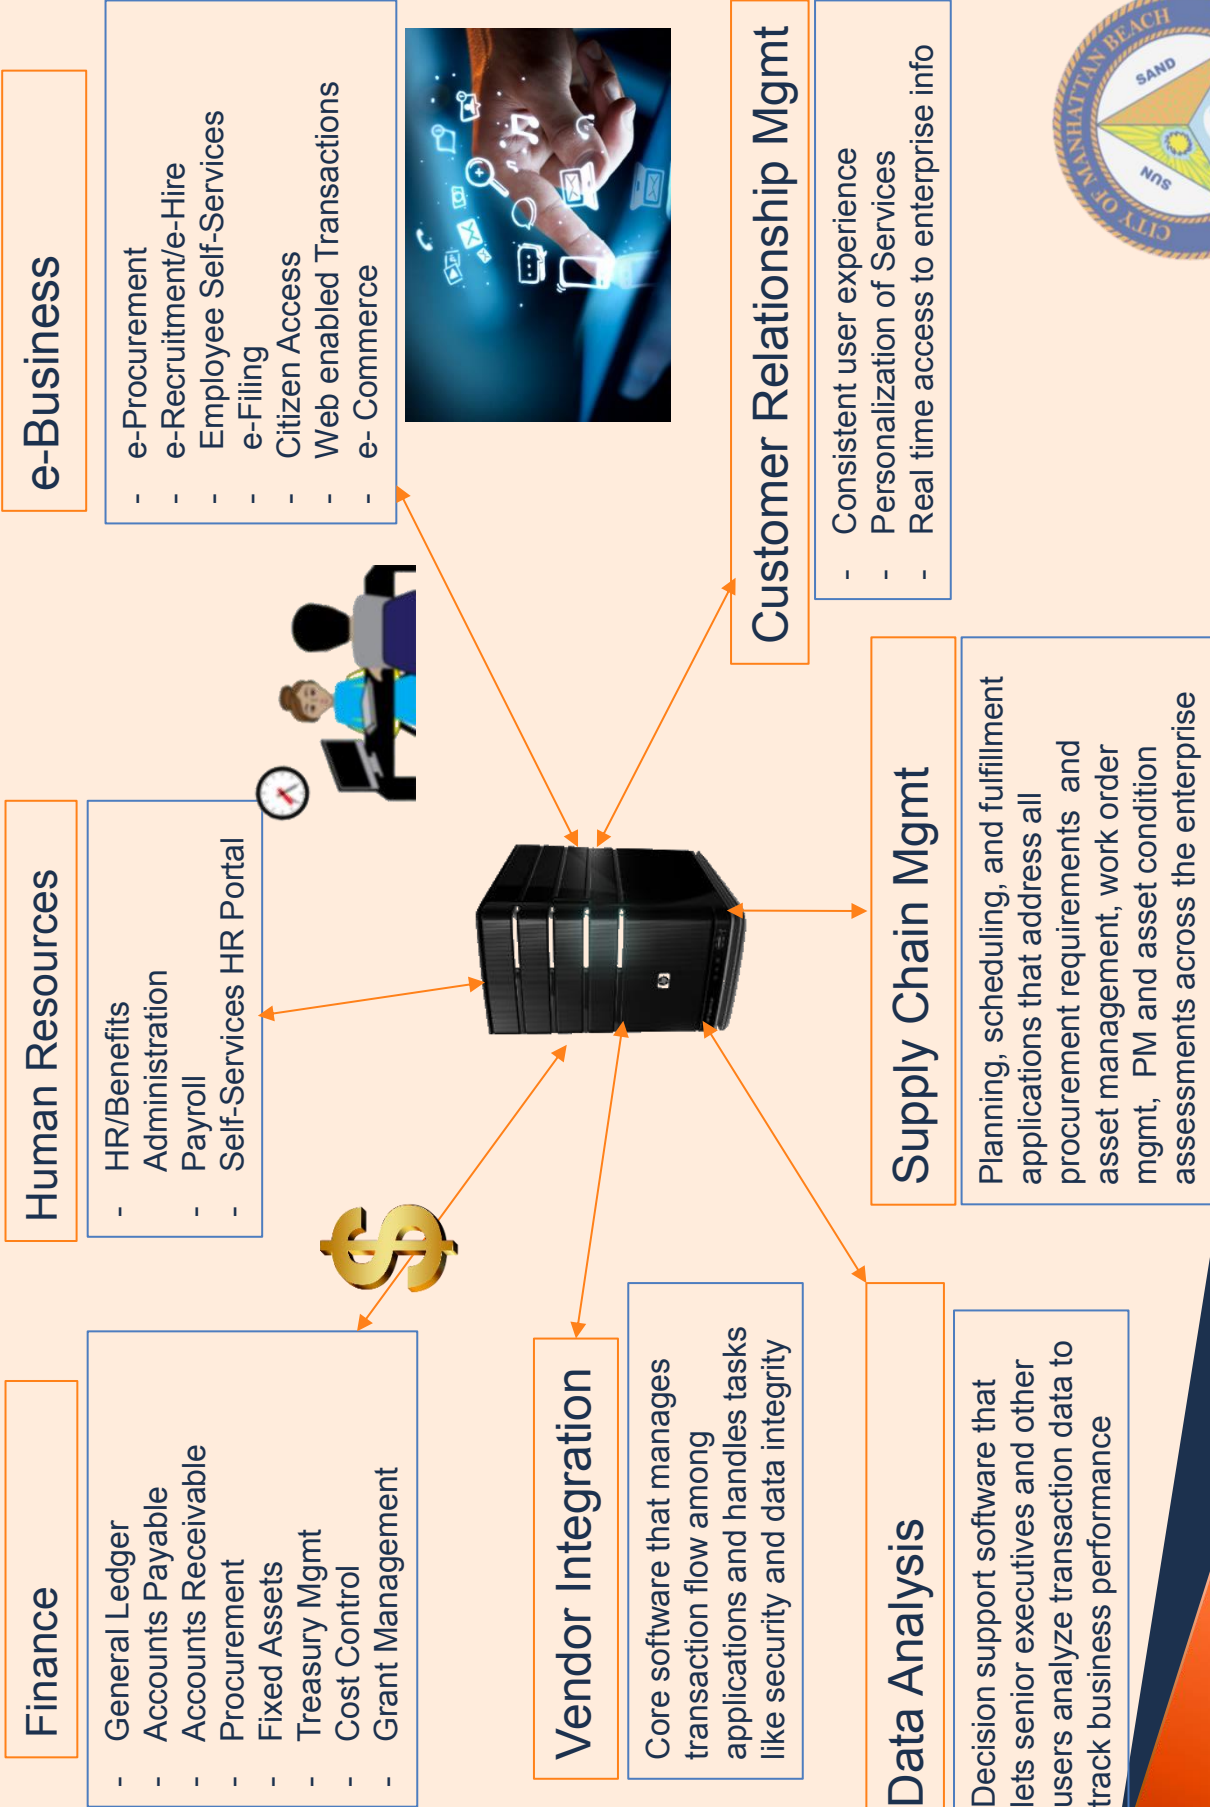 Finance
- General Ledger
- Accounts Payable
- Accounts Receivable
- Procurement
- Fixed Assets
- Treasury Mgmt
- Cost Control
- Grant Management
Human Resources
- HR/Benefits
Administration
- Payroll
- Self-Services HR Portal
e-Business
- e-Procurement
- e-Recruitment/e-Hire
- Employee Self-Services
- e-Filing
- Citizen Access
- Web enabled Transactions
- e- Commerce
Vendor Integration
Core software that manages
transaction flow among
applications and handles tasks
like security and data integrity
Customer Relationship Mgmt
- Consistent user experience
- Personalization of Services
- Real time access to enterprise info
Data Analysis
Decision support software that
lets senior executives and other
users analyze transaction data to
track business performance
Supply Chain Mgmt
Planning, scheduling, and fulfillment
applications that address all
procurement requirements and
asset management, work order
mgmt, PM and asset condition
assessments across the enterprise
CITY OF MANHATTAN BEACH
SUN
SAND
hp